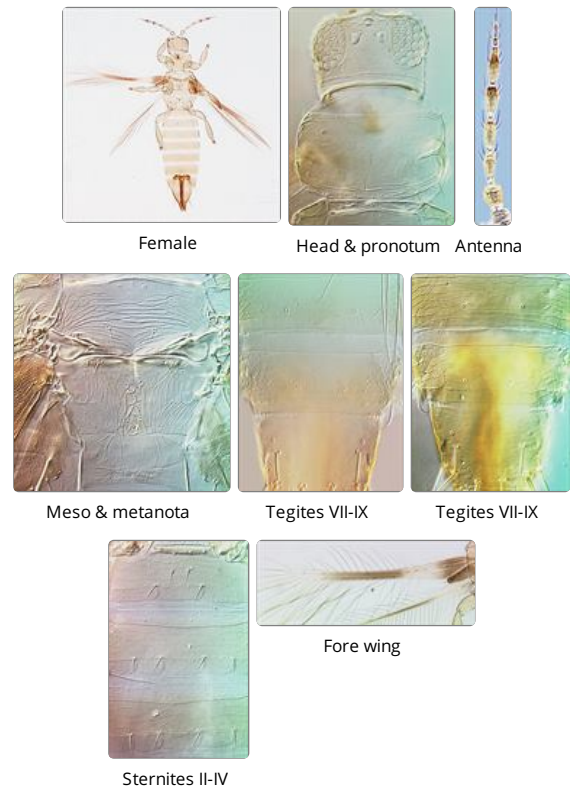 Female
Head & pronotum
Antenna
Meso & metanota
Tegites VII-IX
Tegites VII-IX
Fore wing
Sternites II-IV